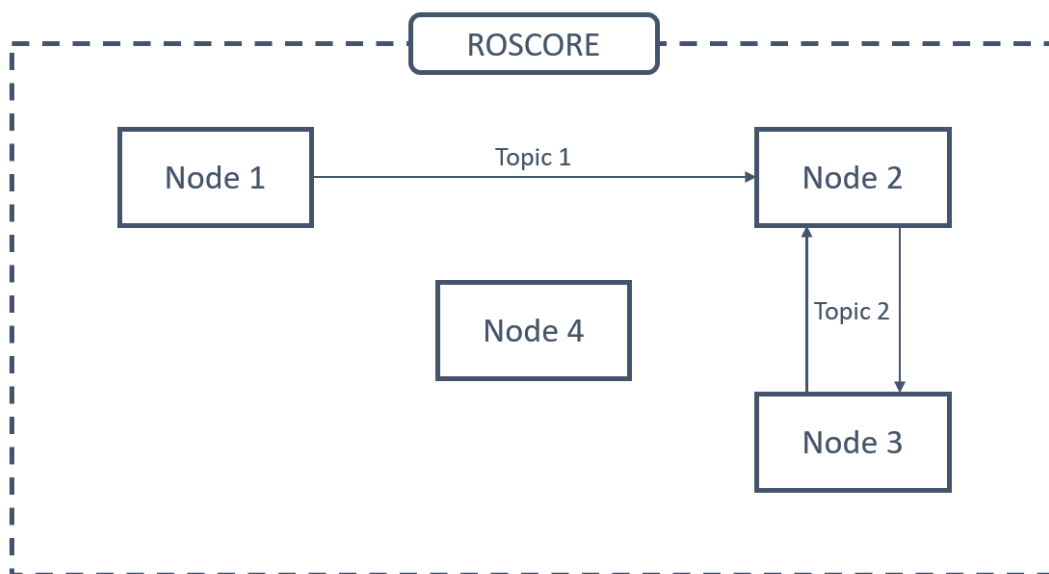 ROSCORE
Node 1
Topic 1
Node 2
Node 4
Topic 2
Node 3